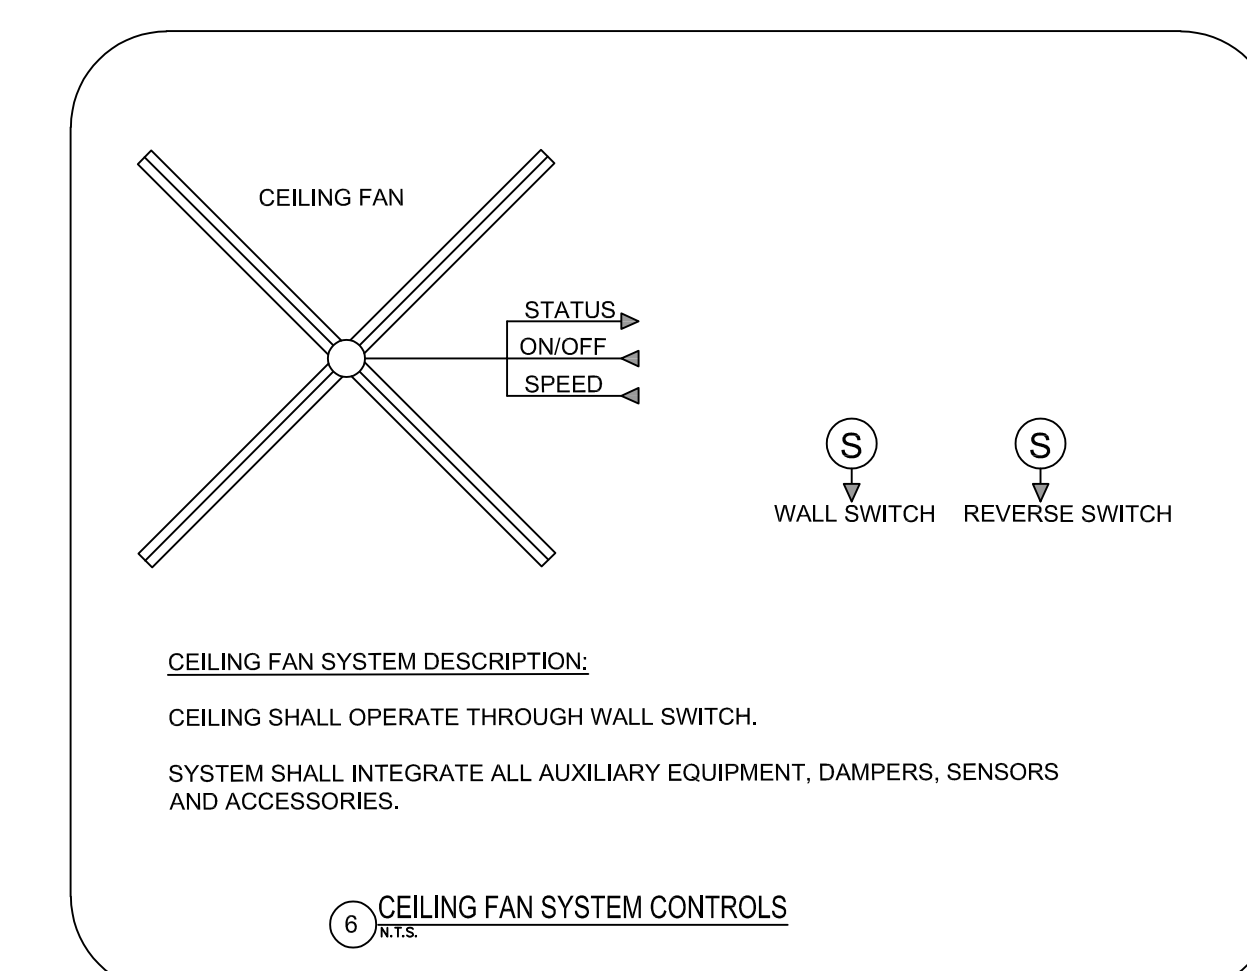 CEILING FAN
STATUS
ON/OFF
SPEED
S
S
WALL SWITCH
REVERSE SWITCH
CEILING FAN SYSTEM DESCRIPTION:
CEILING SHALL OPERATE THROUGH WALL SWITCH.
SYSTEM SHALL INTEGRATE ALL AUXILIARY EQUIPMENT, DAMPERS, SENSORS
AND ACCESSORIES.
6
CEILING FAN SYSTEM CONTROLS
N.T.S.